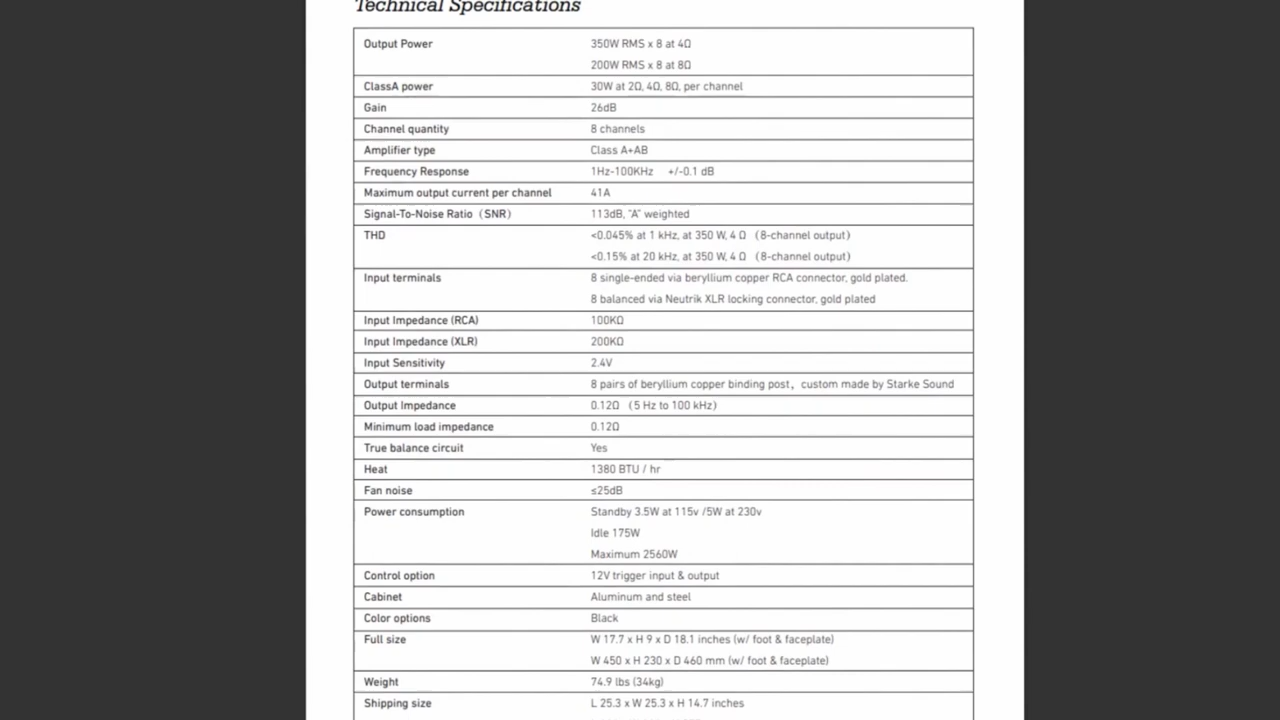 Technical Specifications
Output Power 350W RMS x 8 at 4Ω
200W RMS x 8 at 8Ω
ClassA power 30W at 2Ω, 4Ω, 8Ω, per channel
Gain 26dB
Channel quantity 8 channels
Amplifier type Class A+AB
Frequency Response 1Hz-100KHz +/-0.1 dB
Maximum output current per channel 41A
Signal-To-Noise Ratio（SNR） 113dB, "A" weighted
THD <0.045% at 1 kHz, at 350 W, 4 Ω （8-channel output)
<0.15% at 20 kHz, at 350 W, 4 Ω （8-channel output)
Input terminals 8 single-ended via beryllium copper RCA connector, gold plated.
8 balanced via Neutrik XLR locking connector, gold plated
Input Impedance (RCA) 100KΩ
Input Impedance (XLR) 200KΩ
Input Sensitivity 2.4V
Output terminals 8 pairs of beryllium copper binding post，custom made by Starke Sound
Output Impedance 0.12Ω （5 Hz to 100 kHz)
Minimum load impedance 0.12Ω
True balance circuit Yes
Heat 1380 BTU / hr
Fan noise ≤25dB
Power consumption Standby 3.5W at 115v /5W at 230v
Idle 175W
Maximum 2560W
Control option 12V trigger input & output
Cabinet Aluminum and steel
Color options Black
Full size W 17.7 x H 9 x D 18.1 inches (w/ foot & faceplate)
W 450 x H 230 x D 460 mm (w/ foot & faceplate)
Weight 74.9 lbs (34kg)
Shipping size L 25.3 x W 25.3 x H 14.7 inches